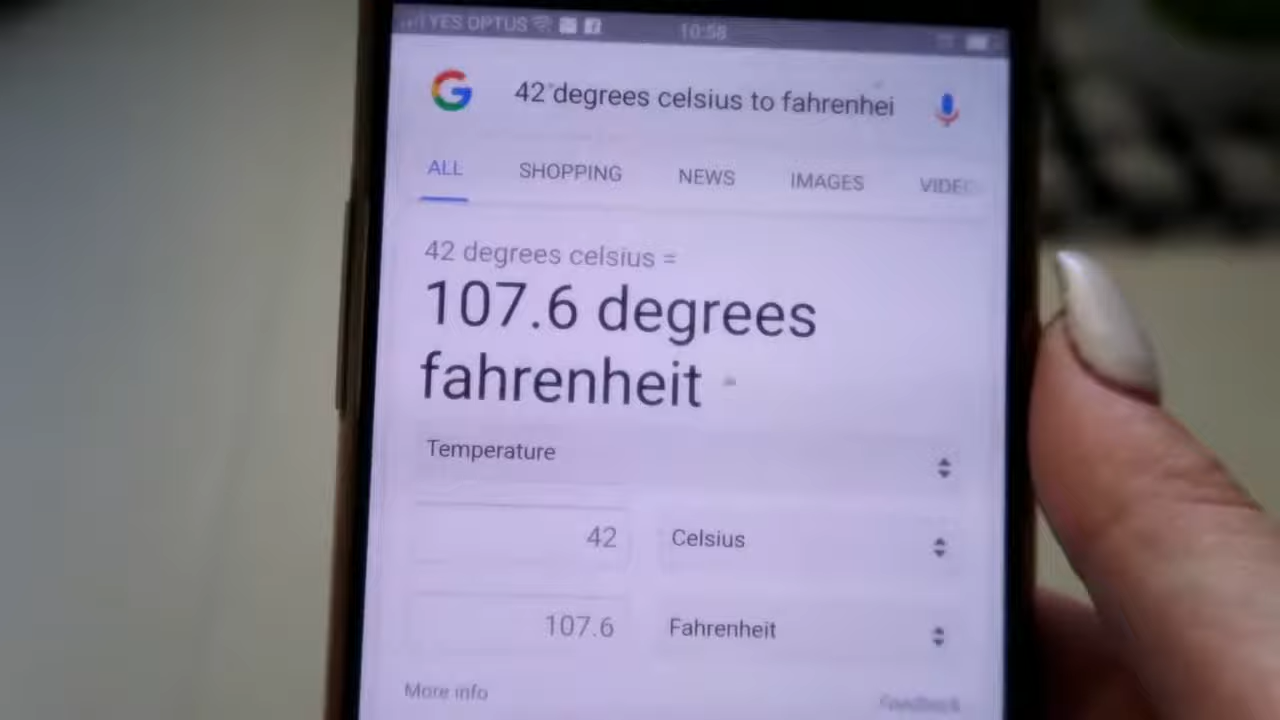 YES OPTUS 10:58
42 degrees celsius to fahrenhei
ALL SHOPPING NEWS IMAGES VIDEO
42 degrees celsius =
107.6 degrees
fahrenheit
Temperature
42 Celsius
107.6 Fahrenheit
More info Feedback